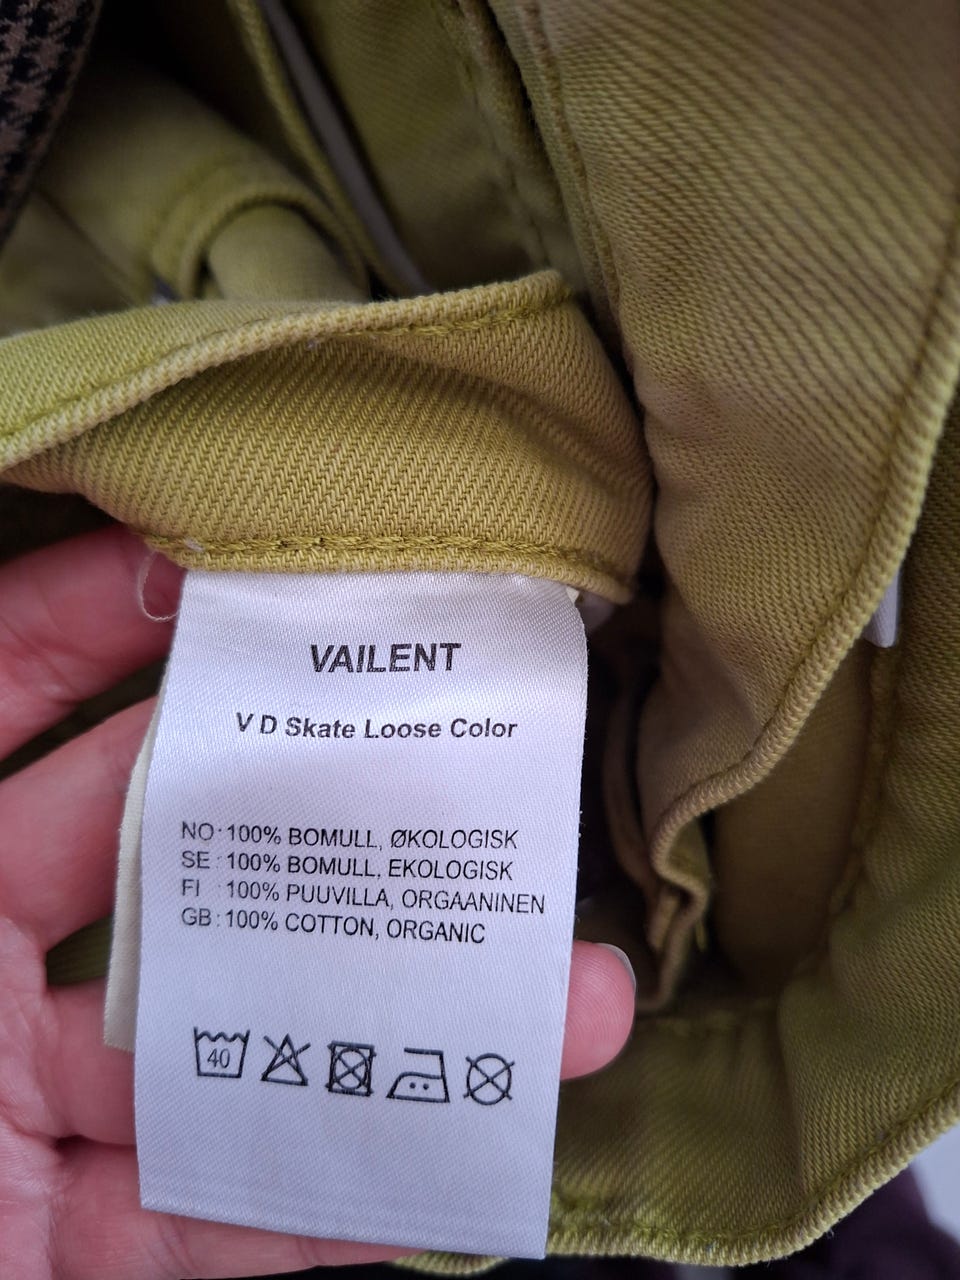 VAILENT
V D Skate Loose Color
NO: 100% BOMULL, ØKOLOGISK
SE: 100% BOMULL, EKOLOGISK
FI : 100% PUUVILLA, ORGAANINEN
GB: 100% COTTON, ORGANIC
40